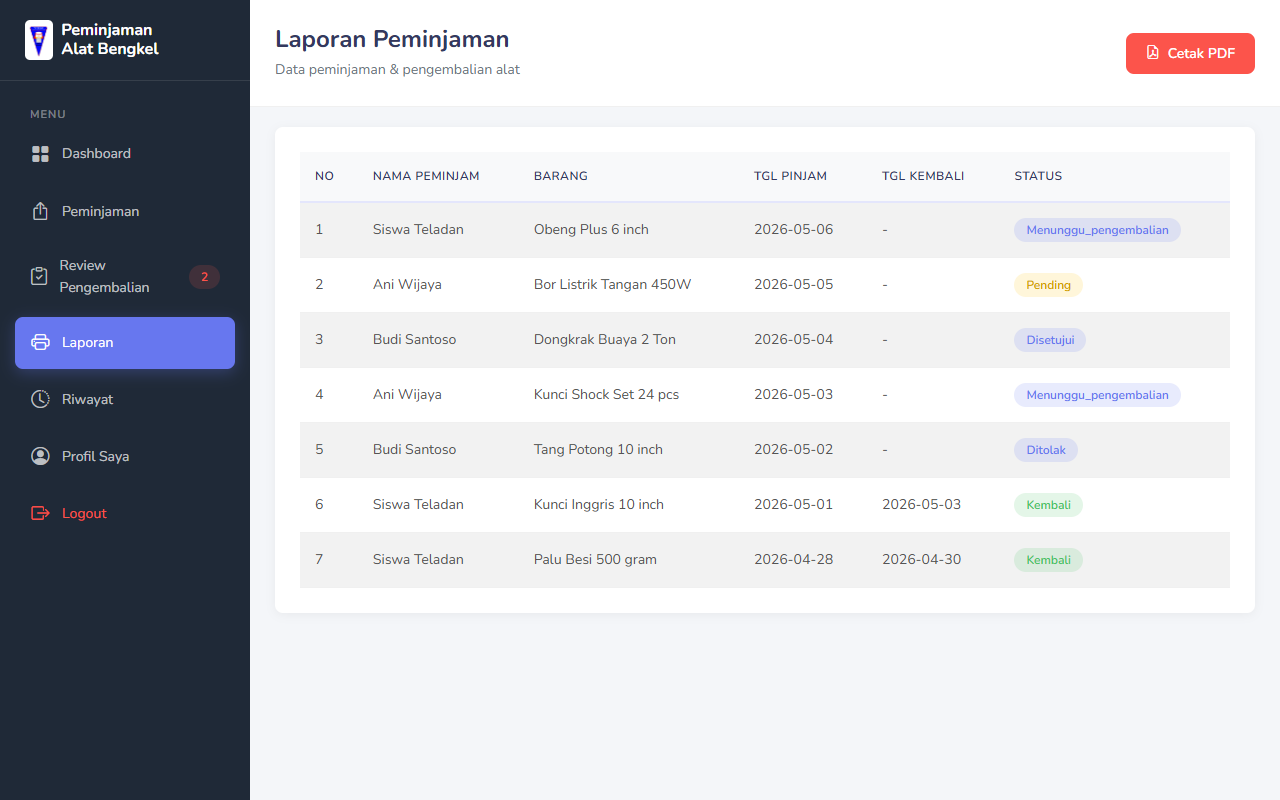 Peminjaman
Alat Bengkel
MENU
Dashboard
Peminjaman
Review
Pengembalian
2
Laporan
Riwayat
Profil Saya
Logout
Laporan Peminjaman
Data peminjaman & pengembalian alat
Cetak PDF
NO NAMA PEMINJAM BARANG TGL PINJAM TGL KEMBALI STATUS
1 Siswa Teladan Obeng Plus 6 inch 2026-05-06 - Menunggu_pengembalian
2 Ani Wijaya Bor Listrik Tangan 450W 2026-05-05 - Pending
3 Budi Santoso Dongkrak Buaya 2 Ton 2026-05-04 - Disetujui
4 Ani Wijaya Kunci Shock Set 24 pcs 2026-05-03 - Menunggu_pengembalian
5 Budi Santoso Tang Potong 10 inch 2026-05-02 - Ditolak
6 Siswa Teladan Kunci Inggris 10 inch 2026-05-01 2026-05-03 Kembali
7 Siswa Teladan Palu Besi 500 gram 2026-04-28 2026-04-30 Kembali